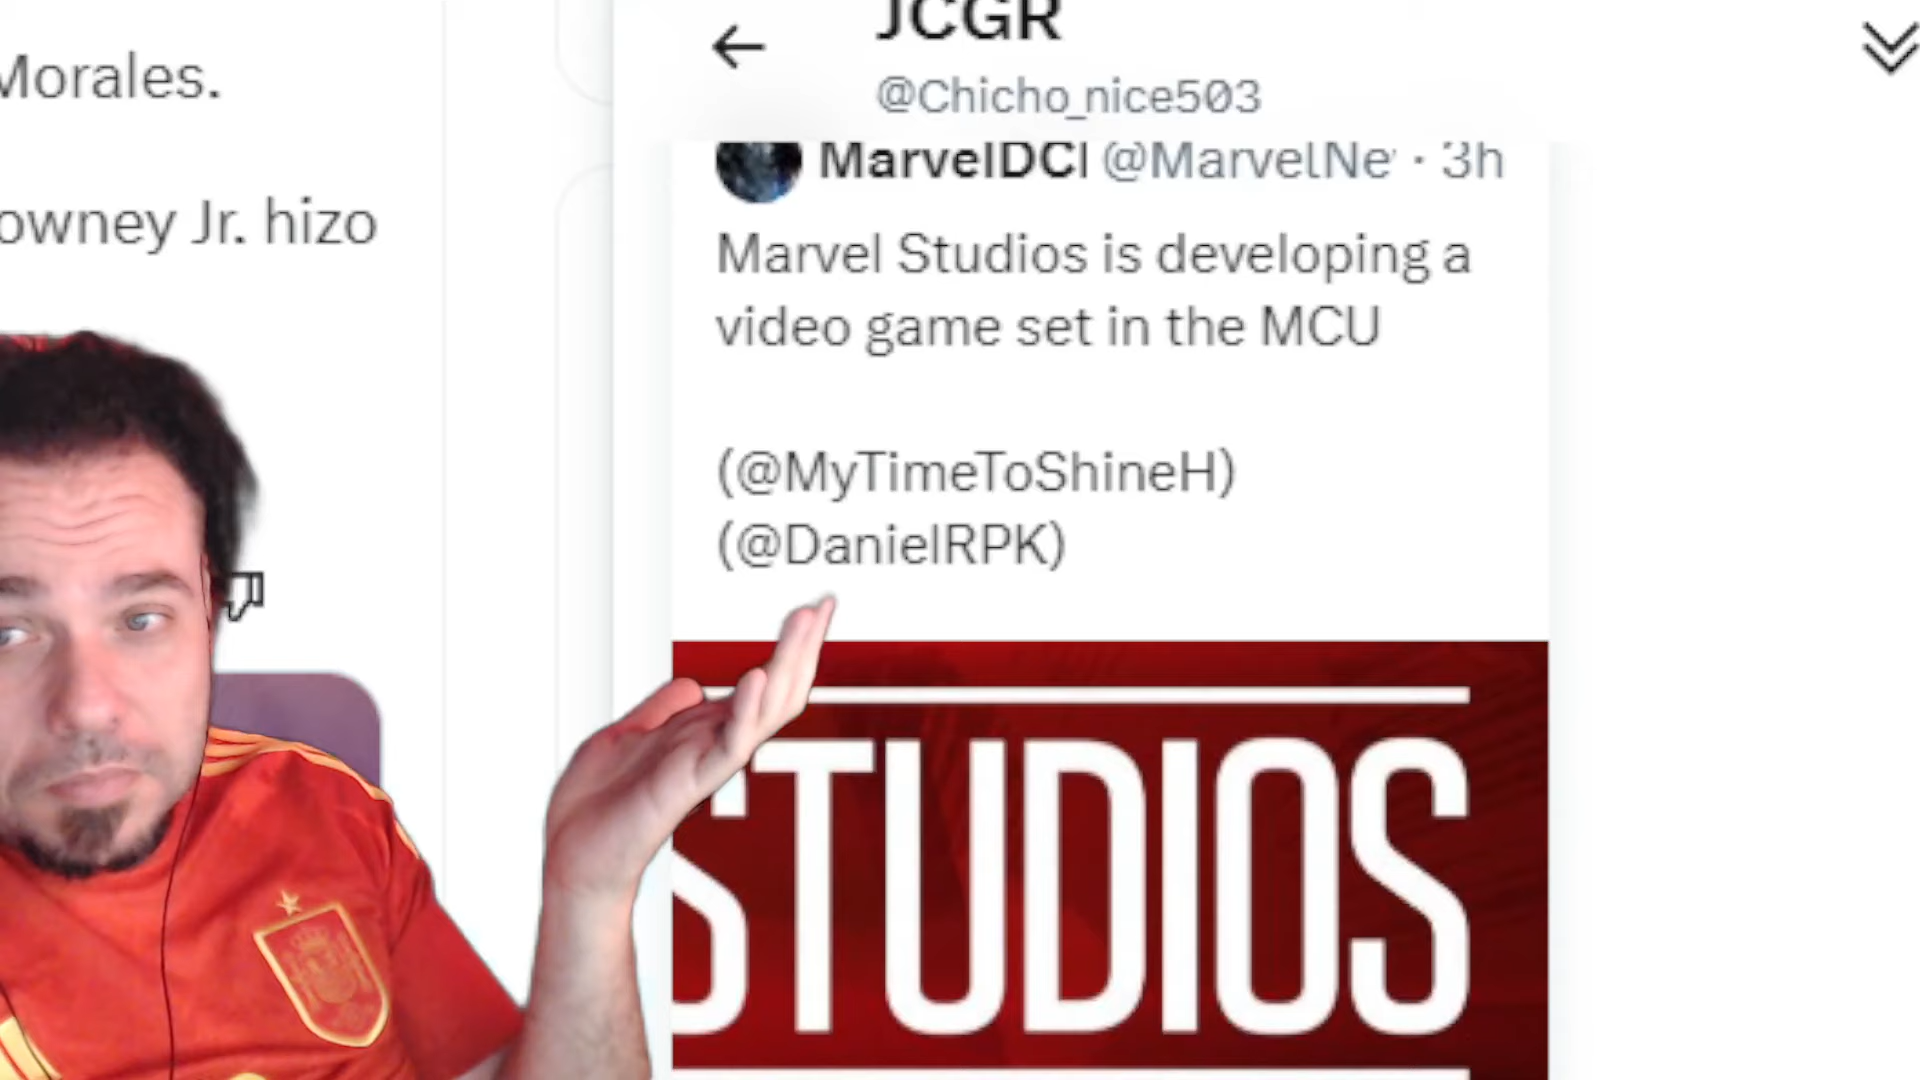 Morales.
owney Jr. hizo
JCGR
@Chicho_nice503
MarvelDCI @MarvelNe · 3h
Marvel Studios is developing a
video game set in the MCU
(@MyTimeToShineH)
(@DanielRPK)
STUDIOS